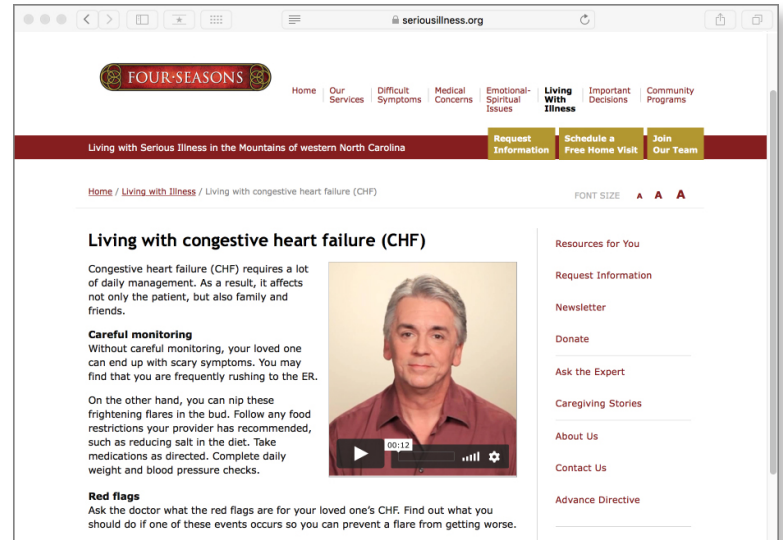 seriousillness.org
FOUR·SEASONS
Home
Our
Services
Difficult
Symptoms
Medical
Concerns
Emotional-
Spiritual
Issues
Living
With
Illness
Important
Decisions
Community
Programs
Living with Serious Illness in the Mountains of western North Carolina
Request
Information
Schedule a
Free Home Visit
Join
Our Team
Home / Living with Illness / Living with congestive heart failure (CHF)
FONT SIZE A A A
Living with congestive heart failure (CHF)
Congestive heart failure (CHF) requires a lot
of daily management. As a result, it affects
not only the patient, but also family and
friends.
Careful monitoring
Without careful monitoring, your loved one
can end up with scary symptoms. You may
find that you are frequently rushing to the ER.
On the other hand, you can nip these
frightening flares in the bud. Follow any food
restrictions your provider has recommended,
such as reducing salt in the diet. Take
medications as directed. Complete daily
weight and blood pressure checks.
00:12
Red flags
Ask the doctor what the red flags are for your loved one's CHF. Find out what you
should do if one of these events occurs so you can prevent a flare from getting worse.
Resources for You
Request Information
Newsletter
Donate
Ask the Expert
Caregiving Stories
About Us
Contact Us
Advance Directive